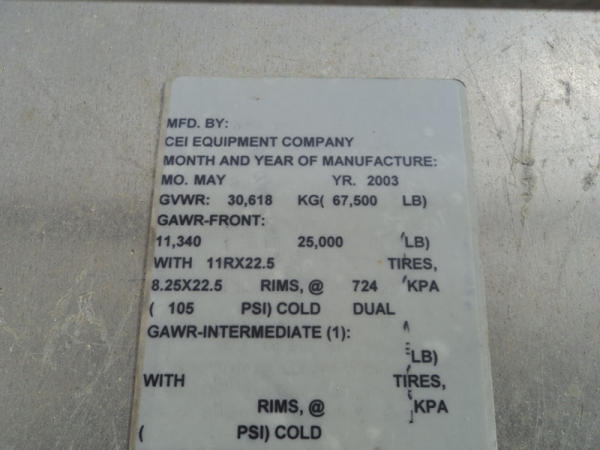 MFD. BY:
CEI EQUIPMENT COMPANY
MONTH AND YEAR OF MANUFACTURE:
MO. MAY YR. 2003
GVWR: 30,618 KG( 67,500 LB)
GAWR-FRONT:
11,340 25,000 LB)
WITH 11RX22.5 TIRES,
8.25X22.5 RIMS, @ 724 KPA
( 105 PSI) COLD DUAL
GAWR-INTERMEDIATE (1):
LB)
WITH TIRES,
RIMS, @ KPA
( PSI) COLD